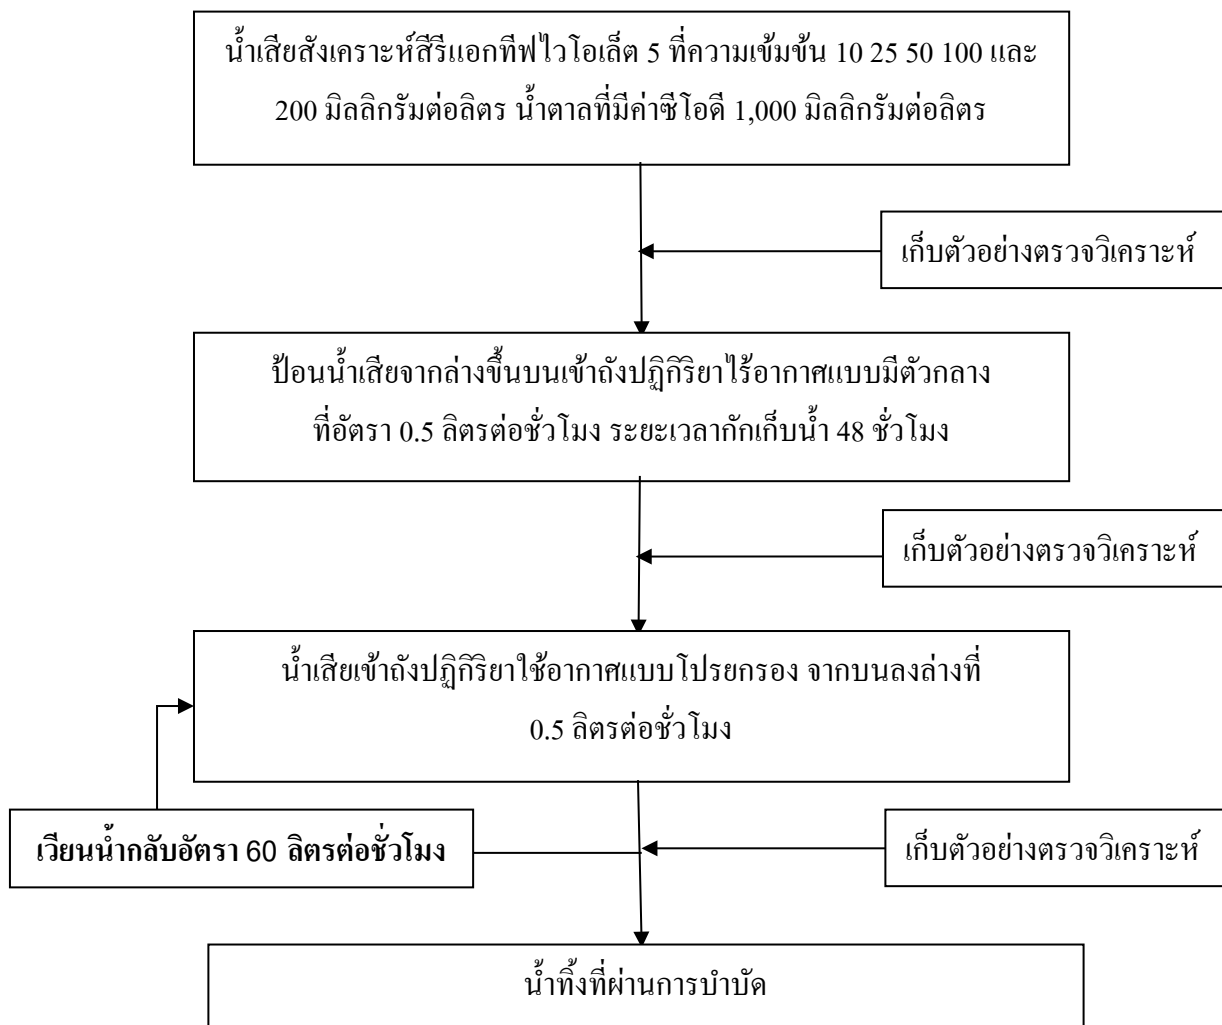 น้ำเสียสังเคราะห์สีรีแอกทีฟไวโอเล็ต 5 ที่ความเข้มข้น 10 25 50 100 และ
200 มิลลิกรัมต่อลิตร น้ำตาลที่มีค่าซีโอดี 1,000 มิลลิกรัมต่อลิตร
เก็บตัวอย่างตรวจวิเคราะห์
ป้อนน้ำเสียจากล่างขึ้นบนเข้าถังปฏิกิริยาไร้อากาศแบบมีตัวกลาง
ที่อัตรา 0.5 ลิตรต่อชั่วโมง ระยะเวลากักเก็บน้ำ 48 ชั่วโมง
เก็บตัวอย่างตรวจวิเคราะห์
น้ำเสียเข้าถังปฏิกิริยาใช้อากาศแบบโปรยกรอง จากบนลงล่างที่
0.5 ลิตรต่อชั่วโมง
เวียนน้ำกลับอัตรา 60 ลิตรต่อชั่วโมง
เก็บตัวอย่างตรวจวิเคราะห์
น้ำทิ้งที่ผ่านการบำบัด